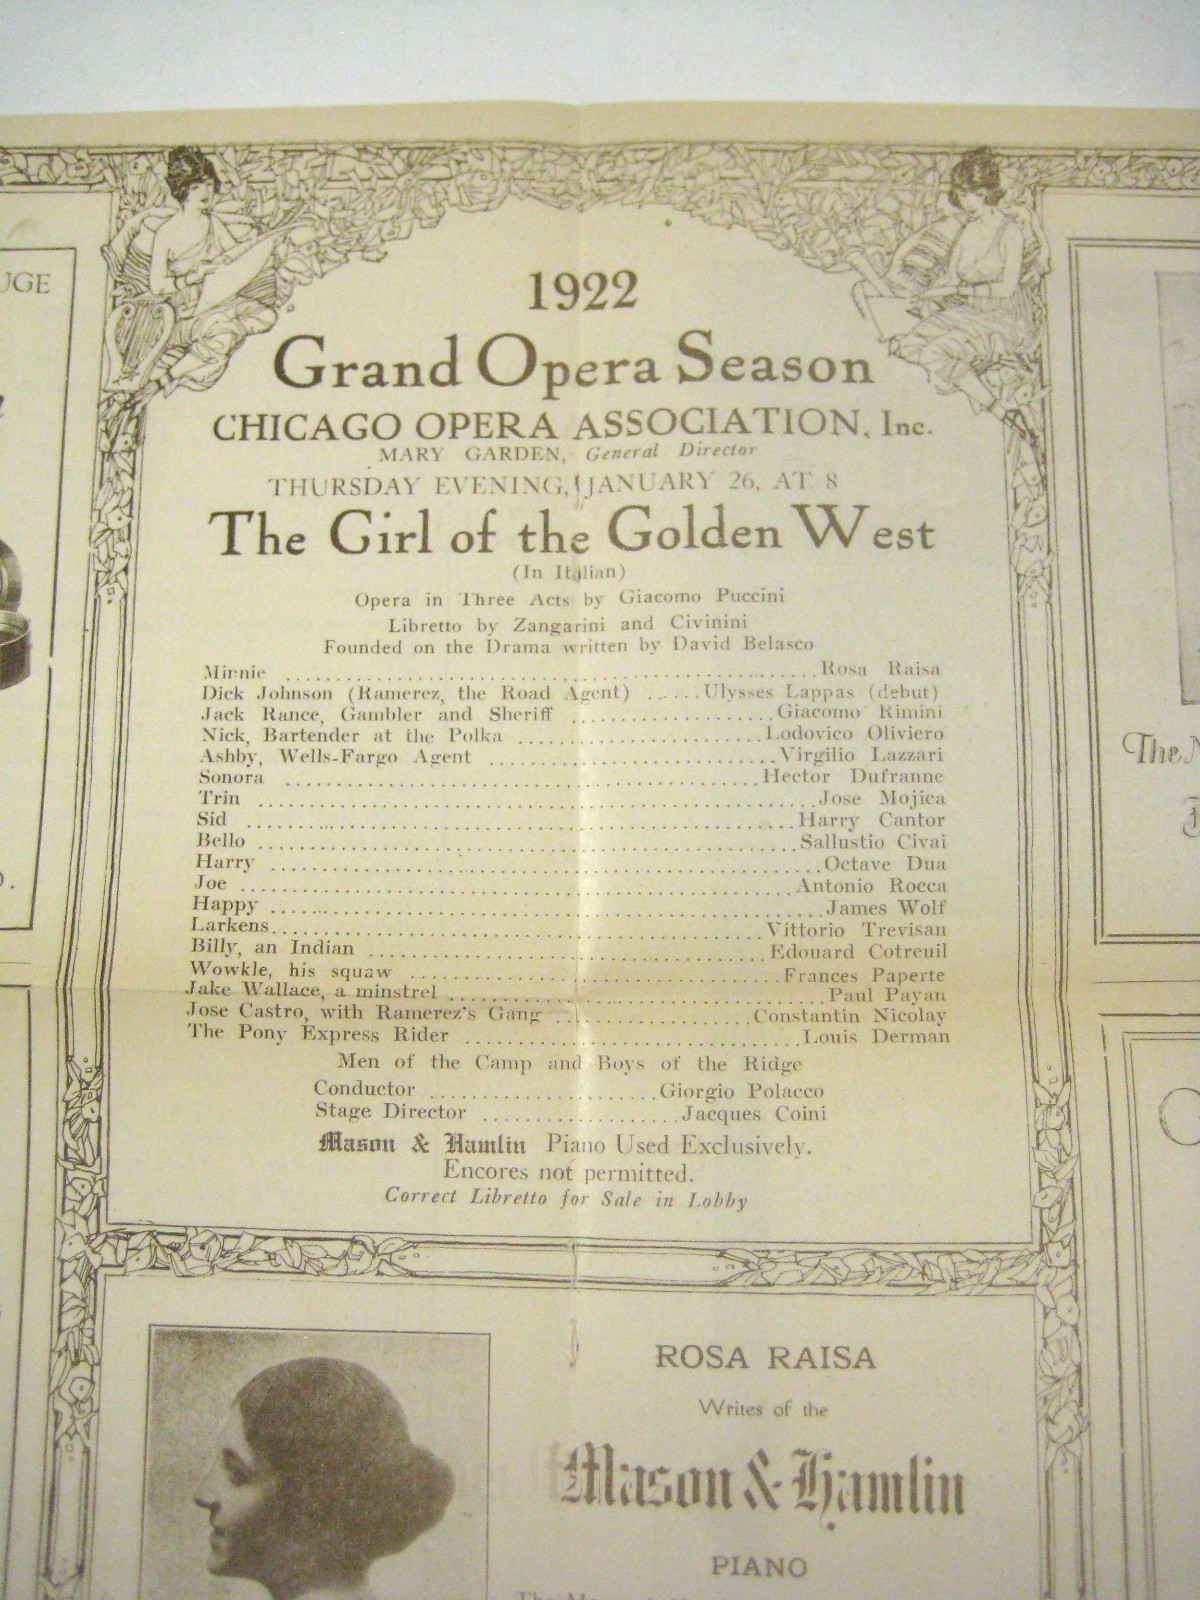 1922
Grand Opera Season
CHICAGO OPERA ASSOCIATION, Inc.
MARY GARDEN, General Director
THURSDAY EVENING, JANUARY 26, AT 8
The Girl of the Golden West
(In Italian)
Opera in Three Acts by Giacomo Puccini
Libretto by Zangarini and Civinini
Founded on the Drama written by David Belasco
Minnie ........ Rosa Raisa
Dick Johnson (Ramerez, the Road Agent) ...... Ulysses Lappas (debut)
Jack Rance, Gambler and Sheriff ........ Giacomo Rimini
Nick, Bartender at the Polka ........ Lodovico Oliviero
Ashby, Wells-Fargo Agent ........ Virgilio Lazzari
Sonora ........ Hector Dufranne
Trin ........ Jose Mojica
Sid ........ Harry Cantor
Bello ........ Sallustio Civai
Harry ........ Octave Dua
Joe ........ Antonio Rocca
Happy ........ James Wolf
Larkens ........ Vittorio Trevisan
Billy, an Indian ........ Edouard Cotreuil
Wowkle, his squaw ........ Frances Paperte
Jake Wallace, a minstrel ........ Paul Payan
Jose Castro, with Ramerez's Gang ........ Constantin Nicolay
The Pony Express Rider ........ Louis Derman
Men of the Camp and Boys of the Ridge
Conductor ........ Giorgio Polacco
Stage Director ........ Jacques Coini
Mason & Hamlin Piano Used Exclusively.
Encores not permitted.
Correct Libretto for Sale in Lobby
ROSA RAISA
Writes of the
Mason & Hamlin
PIANO
UGE
The